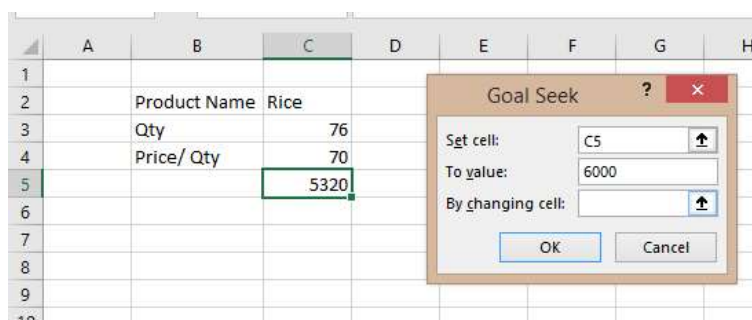 A B C D E F G H
1
2 Product Name Rice
3 Qty 76
4 Price/ Qty 70
5 5320
6
7
8
9
10
Goal Seek ? ×
Set cell: C5
To value: 6000
By changing cell:
OK Cancel